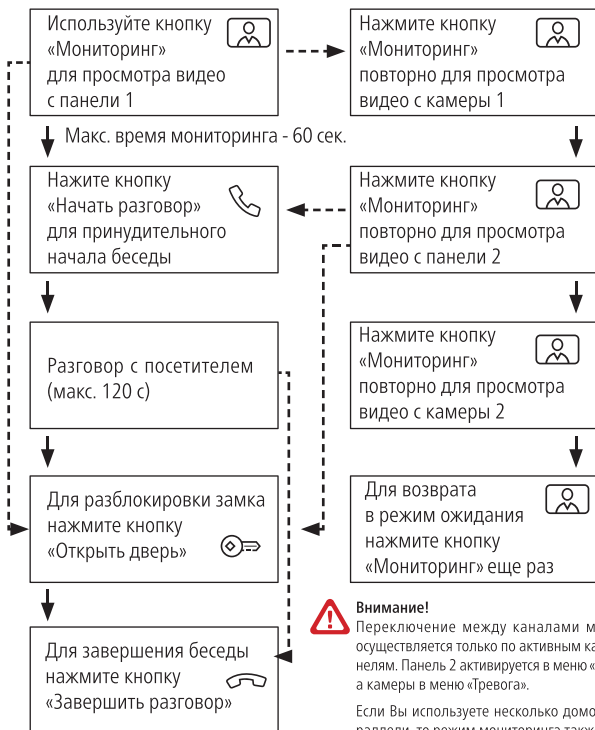 Используйте кнопку
«Мониторинг»
для просмотра видео
с панели 1
Нажмите кнопку
«Мониторинг»
повторно для просмотра
видео с камеры 1
Макс. время мониторинга - 60 сек.
Нажите кнопку
«Начать разговор»
для принудительного
начала беседы
Нажмите кнопку
«Мониторинг»
повторно для просмотра
видео с панели 2
Разговор с посетителем
(макс. 120 с)
Нажмите кнопку
«Мониторинг»
повторно для просмотра
видео с камеры 2
Для разблокировки замка
нажмите кнопку
«Открыть дверь»
Для возврата
в режим ожидания
нажмите кнопку
«Мониторинг» еще раз
Для завершения беседы
нажмите кнопку
«Завершить разговор»
Внимание!
Переключение между каналами м
осуществляется только по активным ка
нелям. Панель 2 активируется в меню «
а камеры в меню «Тревога».
Если Вы используете несколько домо